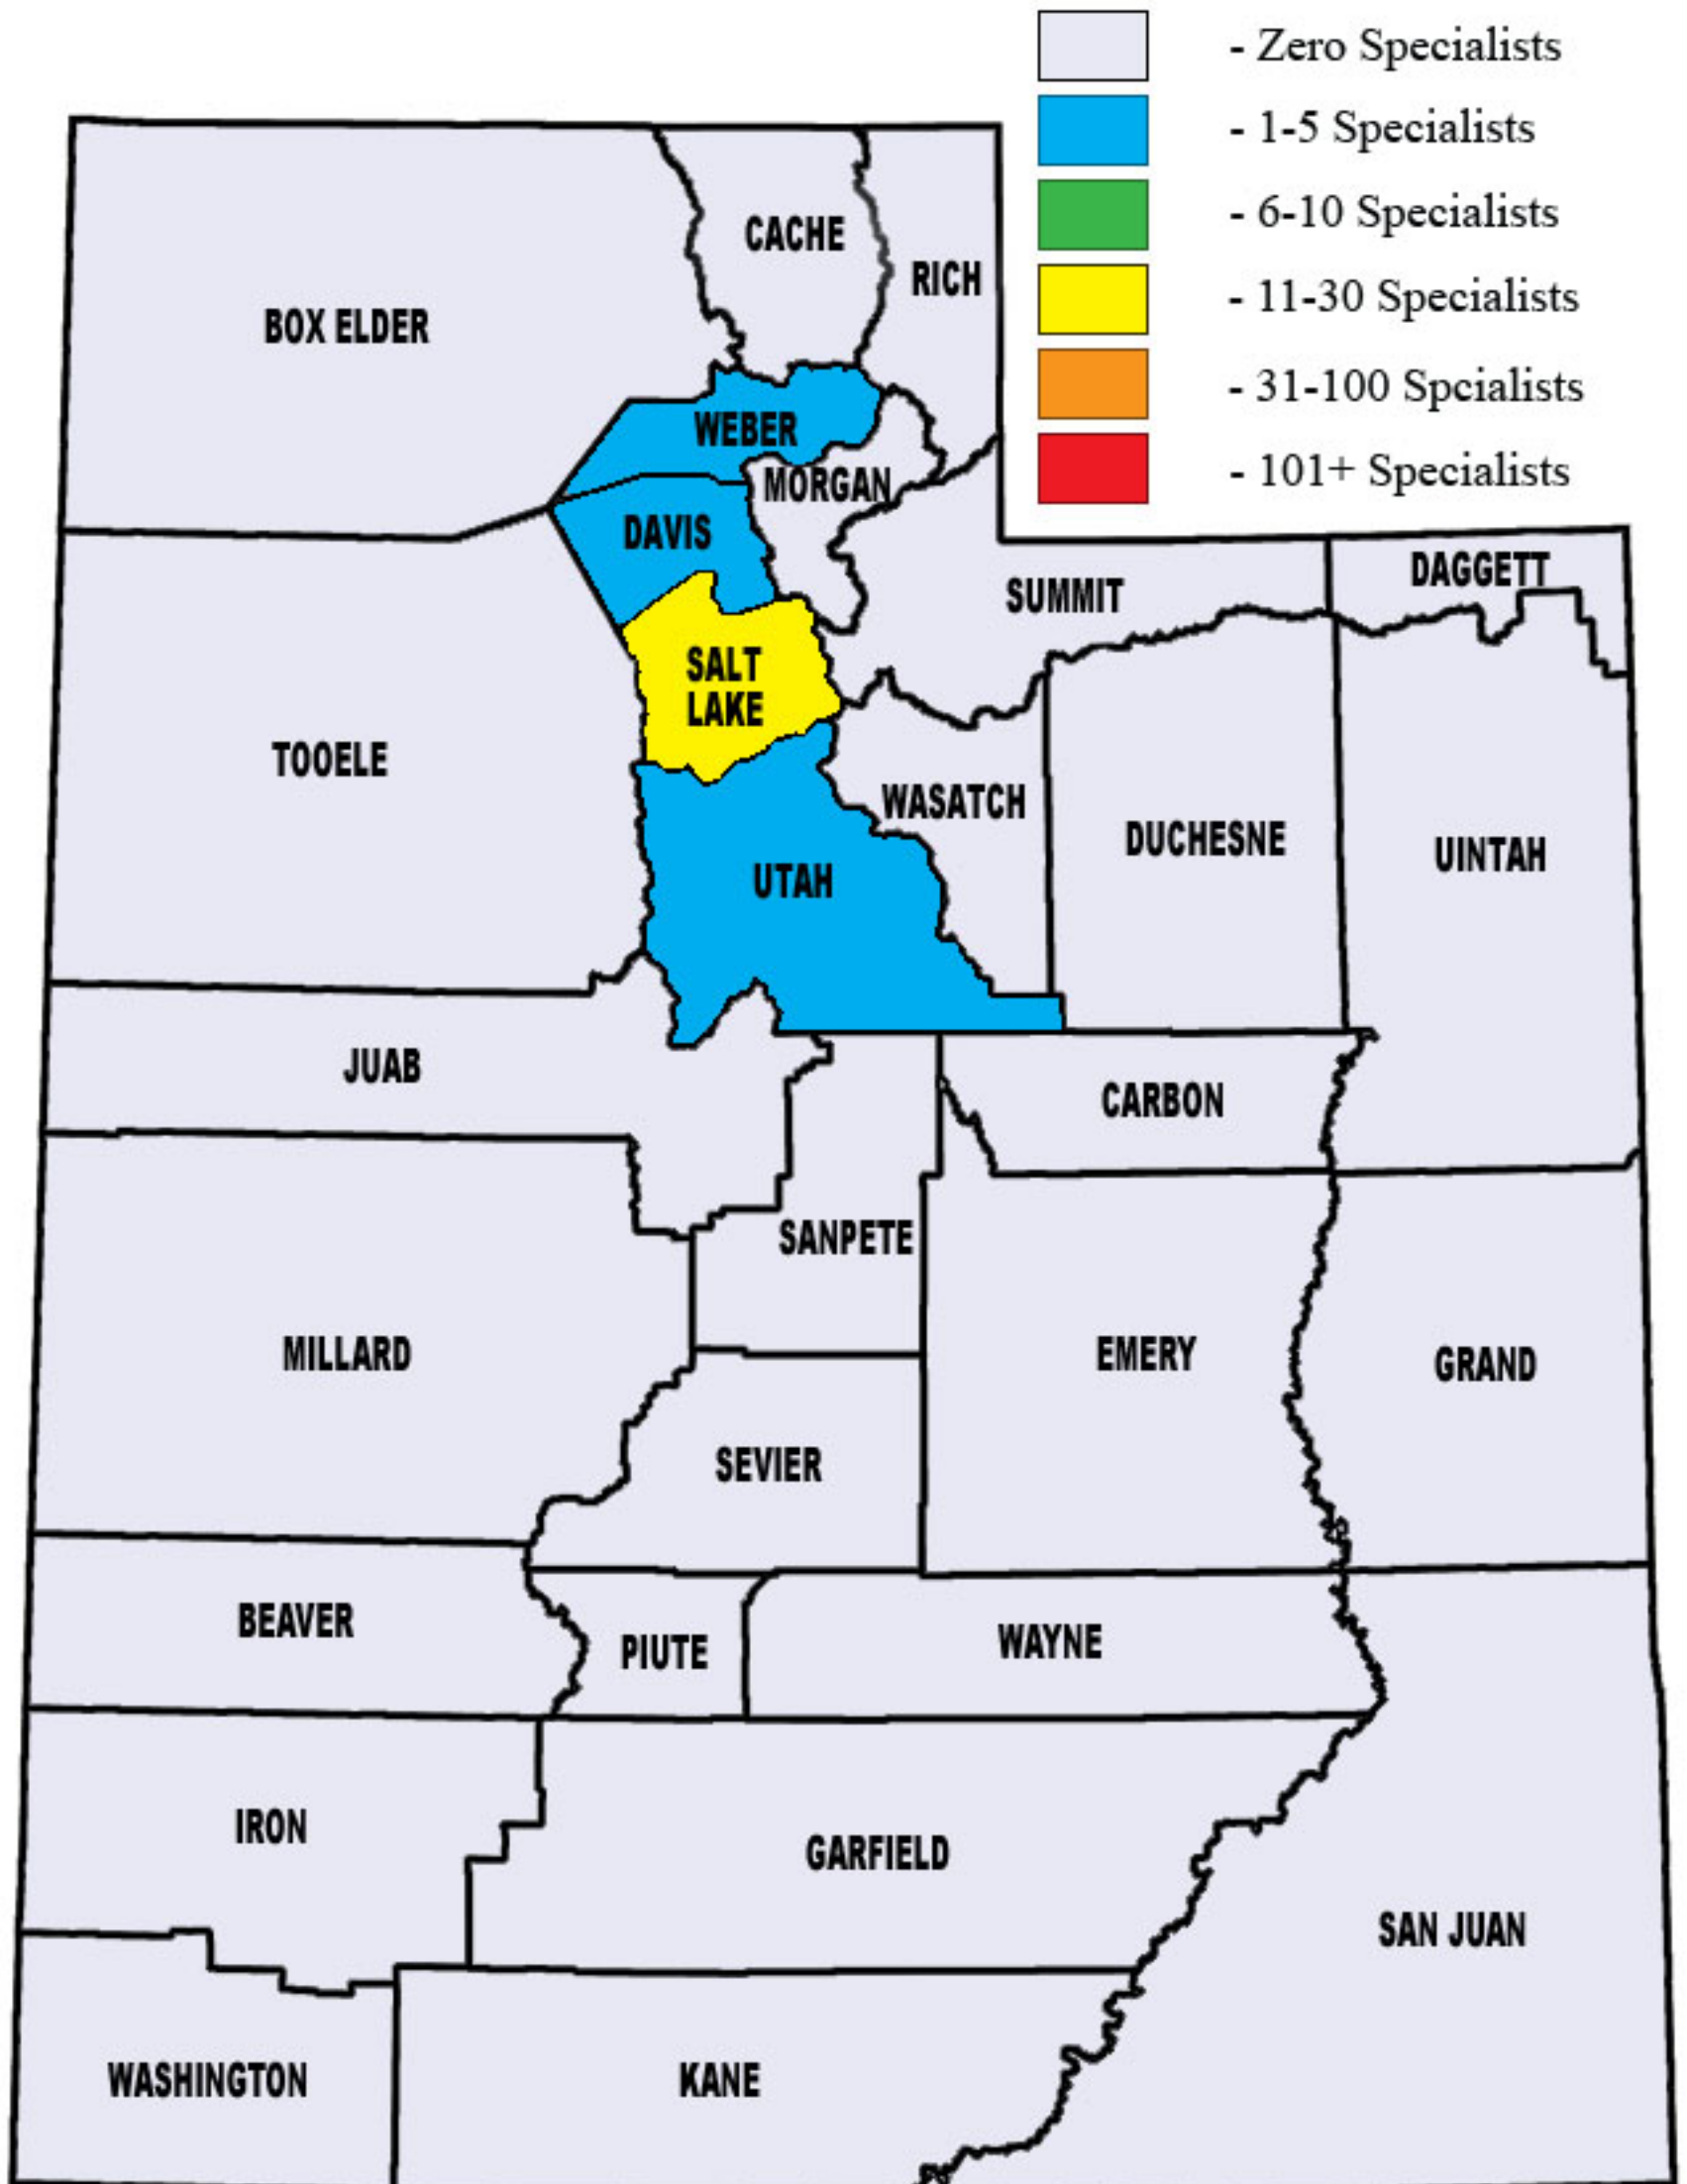 - Zero Specialists
- 1-5 Specialists
- 6-10 Specialists
- 11-30 Specialists
- 31-100 Spcialists
- 101+ Specialists
CACHE
RICH
BOX ELDER
WEBER
MORGAN
DAVIS
DAGGETT
SUMMIT
SALT
LAKE
TOOELE
WASATCH
DUCHESNE
UINTAH
UTAH
JUAB
CARBON
SANPETE
MILLARD
EMERY
GRAND
SEVIER
BEAVER
PIUTE
WAYNE
IRON
GARFIELD
SAN JUAN
WASHINGTON
KANE